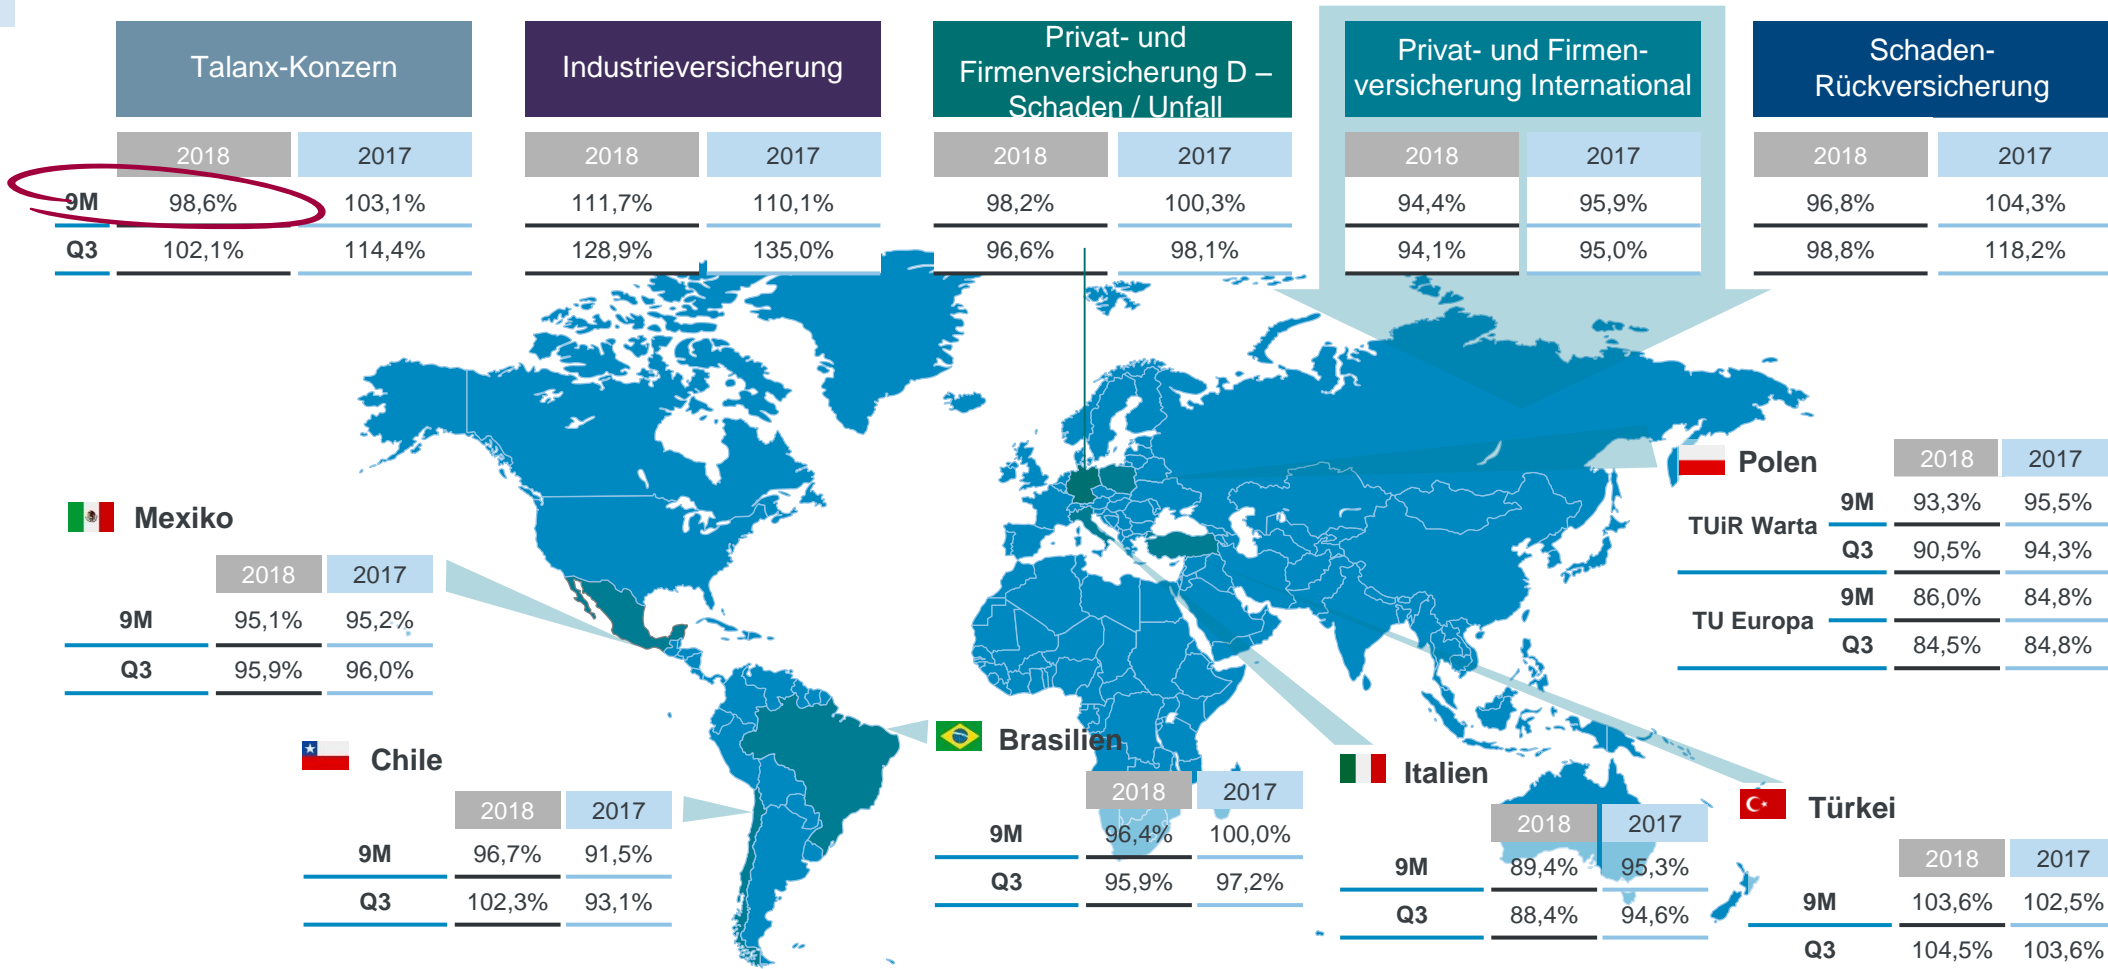 Talanx-Konzern
2018 2017
9M 98,6% 103,1%
Q3 102,1% 114,4%
Industrieversicherung
2018 2017
111,7% 110,1%
128,9% 135,0%
Privat- und
Firmenversicherung D –
Schaden / Unfall
2018 2017
98,2% 100,3%
96,6% 98,1%
Privat- und Firmen-
versicherung International
2018 2017
94,4% 95,9%
94,1% 95,0%
Schaden-
Rückversicherung
2018 2017
96,8% 104,3%
98,8% 118,2%
Mexiko
2018 2017
9M 95,1% 95,2%
Q3 95,9% 96,0%
Chile
2018 2017
9M 96,7% 91,5%
Q3 102,3% 93,1%
Brasilien
2018 2017
9M 96,4% 100,0%
Q3 95,9% 97,2%
Italien
2018 2017
9M 89,4% 95,3%
Q3 88,4% 94,6%
Polen
2018 2017
TUiR Warta
9M 93,3% 95,5%
Q3 90,5% 94,3%
TU Europa
9M 86,0% 84,8%
Q3 84,5% 84,8%
Türkei
2018 2017
9M 103,6% 102,5%
Q3 104,5% 103,6%